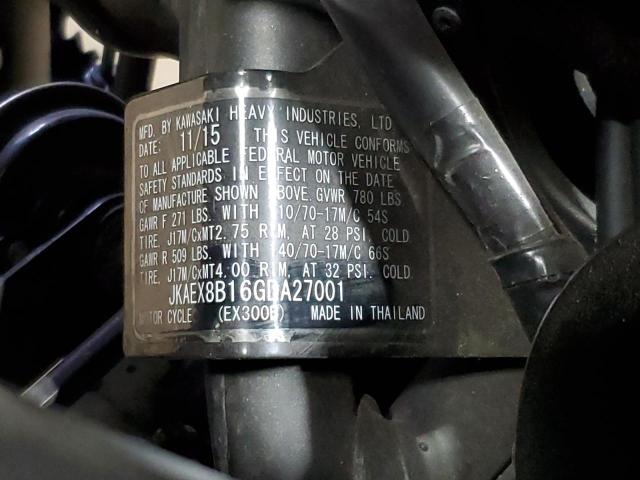 MFD. BY KAWASAKI HEAVY INDUSTRIES, LTD
DATE: 11/15 THIS VEHICLE CONFORMS
TO ALL APPLICABLE FEDERAL MOTOR VEHICLE
SAFETY STANDARDS IN EFFECT ON THE DATE
OF MANUFACTURE SHOWN ABOVE. GVWR 780 LBS
GAWR F 271 LBS. WITH 110/70-17M/C 54S
TIRE, J17M/CxMT2.75 RIM, AT 28 PSI. COLD
GAWR R 509 LBS. WITH 140/70-17M/C 66S
TIRE, J17M/CxMT4.00 RIM, AT 32 PSI. COLD
JKAEX8B16GDA27001
MOTOR CYCLE (EX300B) MADE IN THAILAND